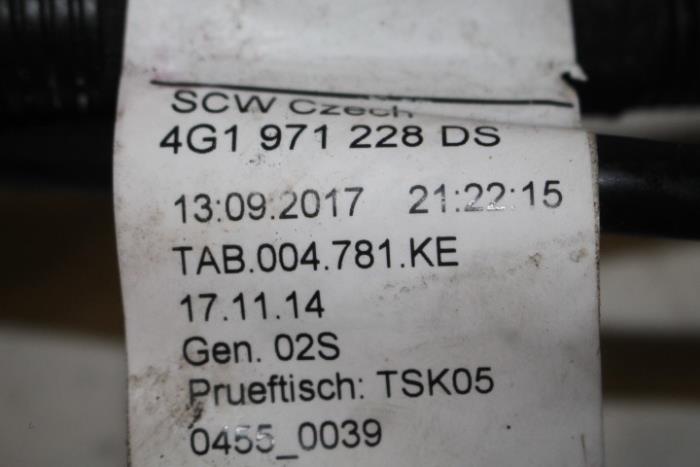 SCW Czech
4G1 971 228 DS
13:09.2017 21:22:15
TAB.004.781.KE
17.11.14
Gen. 02S
Prueftisch: TSK05
0455_0039